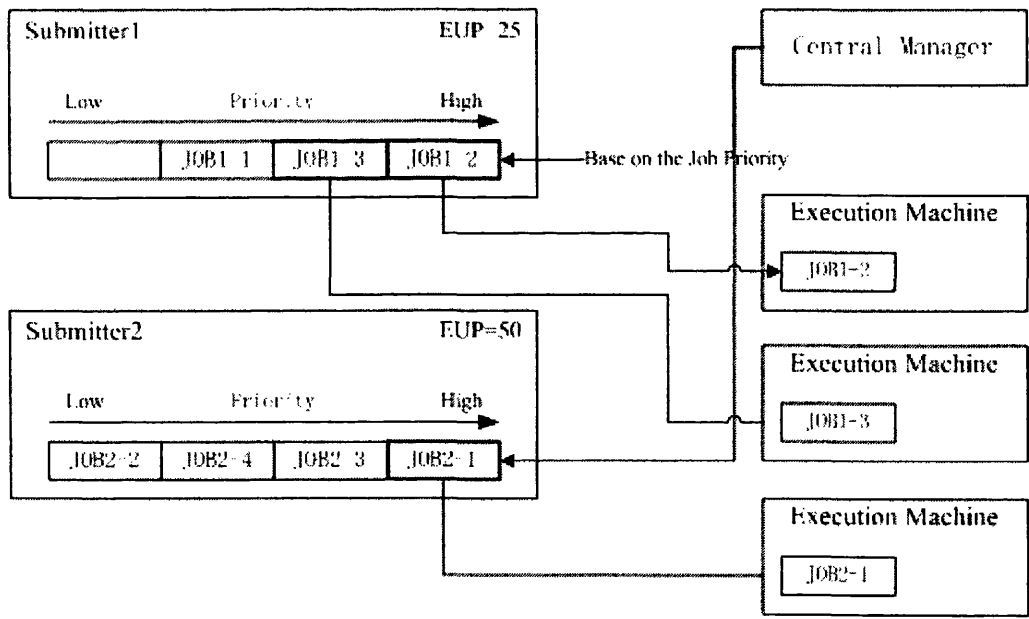 Submitter1 EUP 25
Central Manager
Low Priority High
JOB1 1 JOB1 3 JOB1 2
Base on the Job Priority
Execution Machine
JOB1-2
Submitter2 EUP=50
Execution Machine
Low Priority High
JOB1-3
JOB2-2 JOB2-4 JOB2 3 JOB2-1
Execution Machine
JOB2-1